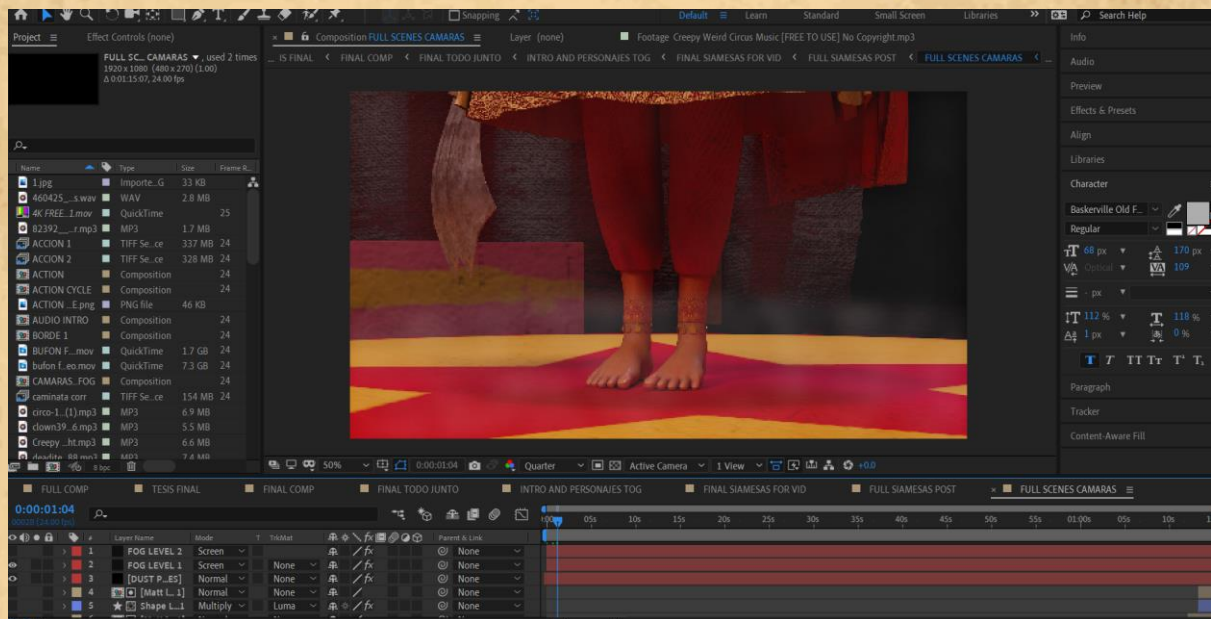 Snapping
Default ≡ Learn Standard Small Screen Libraries >> Search Help
Project ≡ Effect Controls (none)
× Composition FULL SCENES CAMARAS ≡ Layer (none) Footage Creepy Weird Circus Music [FREE TO USE] No Copyright.mp3
Info
... IS FINAL < FINAL COMP < FINAL TODO JUNTO < INTRO AND PERSONAJES TOG < FINAL SIAMESAS FOR VID < FULL SIAMESAS POST < FULL SCENES CAMARAS <
FULL SC... CAMARAS ▼, used 2 times
1920 x 1080 (480 x 270) (1.00)
Δ 0:01:15:07, 24.00 fps
Audio
Preview
Effects & Presets
Align
Libraries
Character
Baskerville Old F...
Regular
68 px 170 px
Optical 109
- px
112 % 118 %
1 px 0 %
T T TT Tr T' T,
Paragraph
Tracker
Content-Aware Fill
Name Type Size Frame R...
1.jpg Importe...G 33 KB
460425_...s.wav WAV 2.8 MB
4K FREE...1.mov QuickTime 25
82392__...r.mp3 MP3 1.7 MB
ACCION 1 TIFF Se...ce 337 MB 24
ACCION 2 TIFF Se...ce 328 MB 24
ACTION Composition 24
ACTION CYCLE Composition 24
ACTION ...E.png PNG file 46 KB
AUDIO INTRO Composition 24
BORDE 1 Composition 24
BUFON F...mov QuickTime 1.7 GB 24
bufon f...eo.mov QuickTime 7.3 GB 24
CAMARAS..FOG Composition 24
caminata corr TIFF Se...ce 154 MB 24
circo-1...(1).mp3 MP3 6.9 MB
clown39...6.mp3 MP3 5.5 MB
Creepy ...ht.mp3 MP3 6.6 MB
deadite...88.mp3 MP3 7.4 MB
8 bpc
50% 0:00:01:04 Quarter Active Camera 1 View +0.0
FULL COMP TESIS FINAL FINAL COMP FINAL TODO JUNTO INTRO AND PERSONAJES TOG FINAL SIAMESAS FOR VID FULL SIAMESAS POST × FULL SCENES CAMARAS ≡
0:00:01:04
00028 (24.00 fps)
05s 10s 15s 20s 25s 30s 35s 40s 45s 50s 55s 01:00s 05s 10s
# Layer Name Mode T TrkMat Parent & Link
1 FOG LEVEL 2 Screen None
2 FOG LEVEL 1 Screen None None
3 [DUST P...ES] Normal None None
4 [Matt L... 1] Normal None None
5 Shape L...1 Multiply Luma None